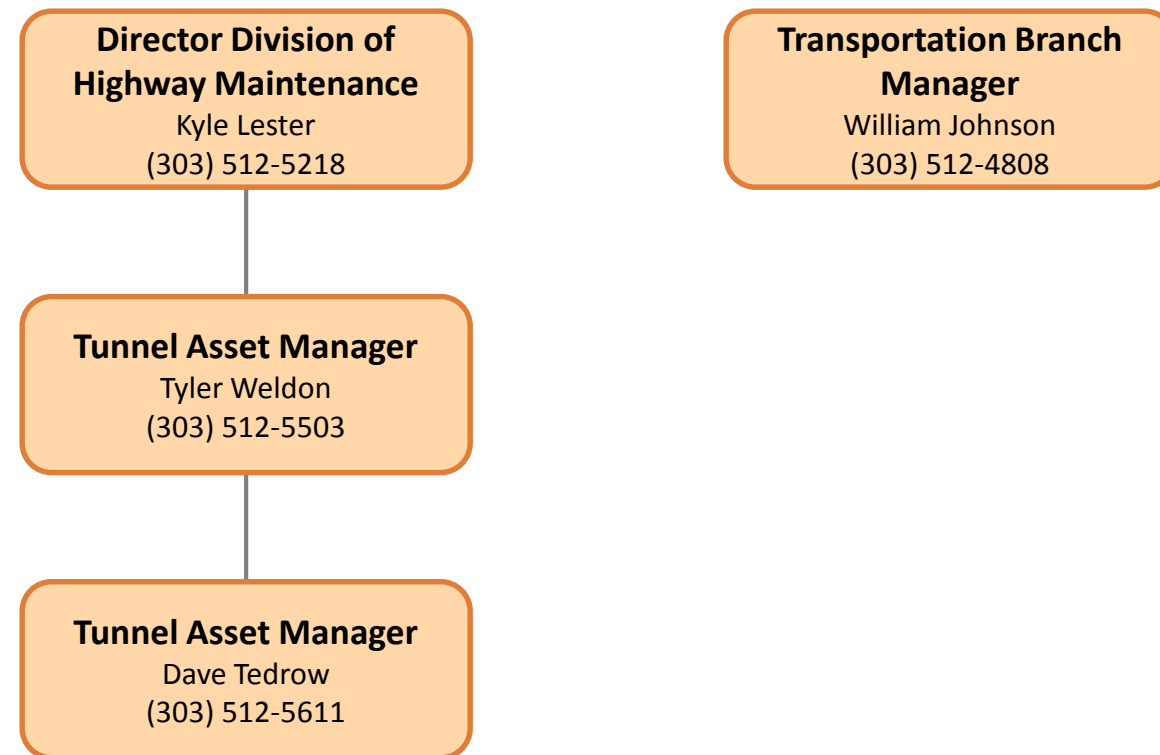 Director Division of
Highway Maintenance
Kyle Lester
(303) 512-5218
Transportation Branch
Manager
William Johnson
(303) 512-4808
Tunnel Asset Manager
Tyler Weldon
(303) 512-5503
Tunnel Asset Manager
Dave Tedrow
(303) 512-5611